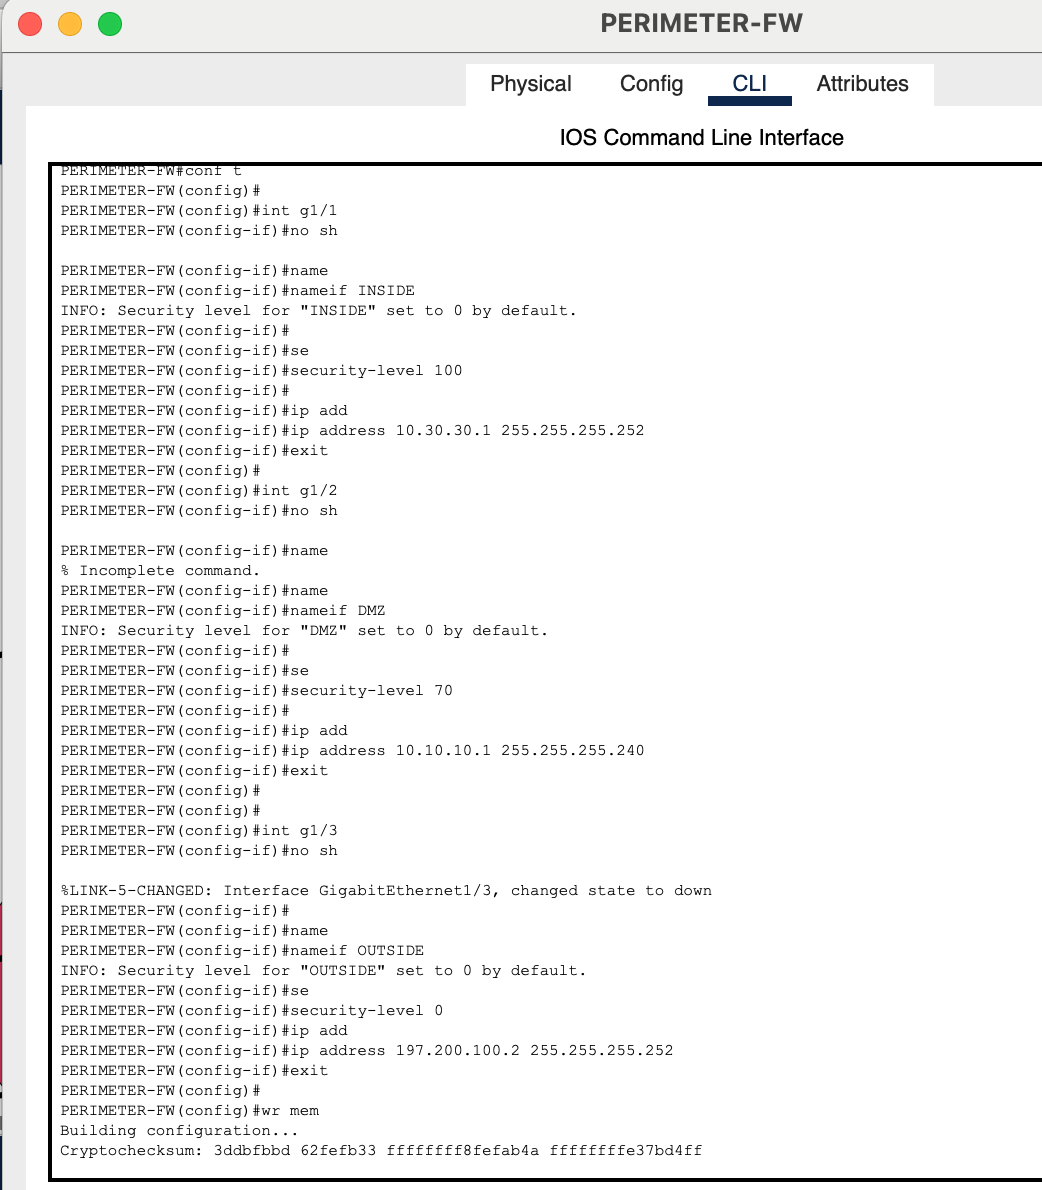 PERIMETER-FW
Physical Config CLI Attributes
IOS Command Line Interface
PERIMETER-FW#conf t
PERIMETER-FW(config)#
PERIMETER-FW(config)#int g1/1
PERIMETER-FW(config-if)#no sh
PERIMETER-FW(config-if)#name
PERIMETER-FW(config-if)#nameif INSIDE
INFO: Security level for "INSIDE" set to 0 by default.
PERIMETER-FW(config-if)#
PERIMETER-FW(config-if)#se
PERIMETER-FW(config-if)#security-level 100
PERIMETER-FW(config-if)#
PERIMETER-FW(config-if)#ip add
PERIMETER-FW(config-if)#ip address 10.30.30.1 255.255.255.252
PERIMETER-FW(config-if)#exit
PERIMETER-FW(config)#
PERIMETER-FW(config)#int g1/2
PERIMETER-FW(config-if)#no sh
PERIMETER-FW(config-if)#name
% Incomplete command.
PERIMETER-FW(config-if)#name
PERIMETER-FW(config-if)#nameif DMZ
INFO: Security level for "DMZ" set to 0 by default.
PERIMETER-FW(config-if)#
PERIMETER-FW(config-if)#se
PERIMETER-FW(config-if)#security-level 70
PERIMETER-FW(config-if)#
PERIMETER-FW(config-if)#ip add
PERIMETER-FW(config-if)#ip address 10.10.10.1 255.255.255.240
PERIMETER-FW(config-if)#exit
PERIMETER-FW(config)#
PERIMETER-FW(config)#
PERIMETER-FW(config)#int g1/3
PERIMETER-FW(config-if)#no sh
%LINK-5-CHANGED: Interface GigabitEthernet1/3, changed state to down
PERIMETER-FW(config-if)#
PERIMETER-FW(config-if)#name
PERIMETER-FW(config-if)#nameif OUTSIDE
INFO: Security level for "OUTSIDE" set to 0 by default.
PERIMETER-FW(config-if)#se
PERIMETER-FW(config-if)#security-level 0
PERIMETER-FW(config-if)#ip add
PERIMETER-FW(config-if)#ip address 197.200.100.2 255.255.255.252
PERIMETER-FW(config-if)#exit
PERIMETER-FW(config)#
PERIMETER-FW(config)#wr mem
Building configuration...
Cryptochecksum: 3ddbfbbd 62fefb33 ffffffff8fefab4a ffffffffe37bd4ff